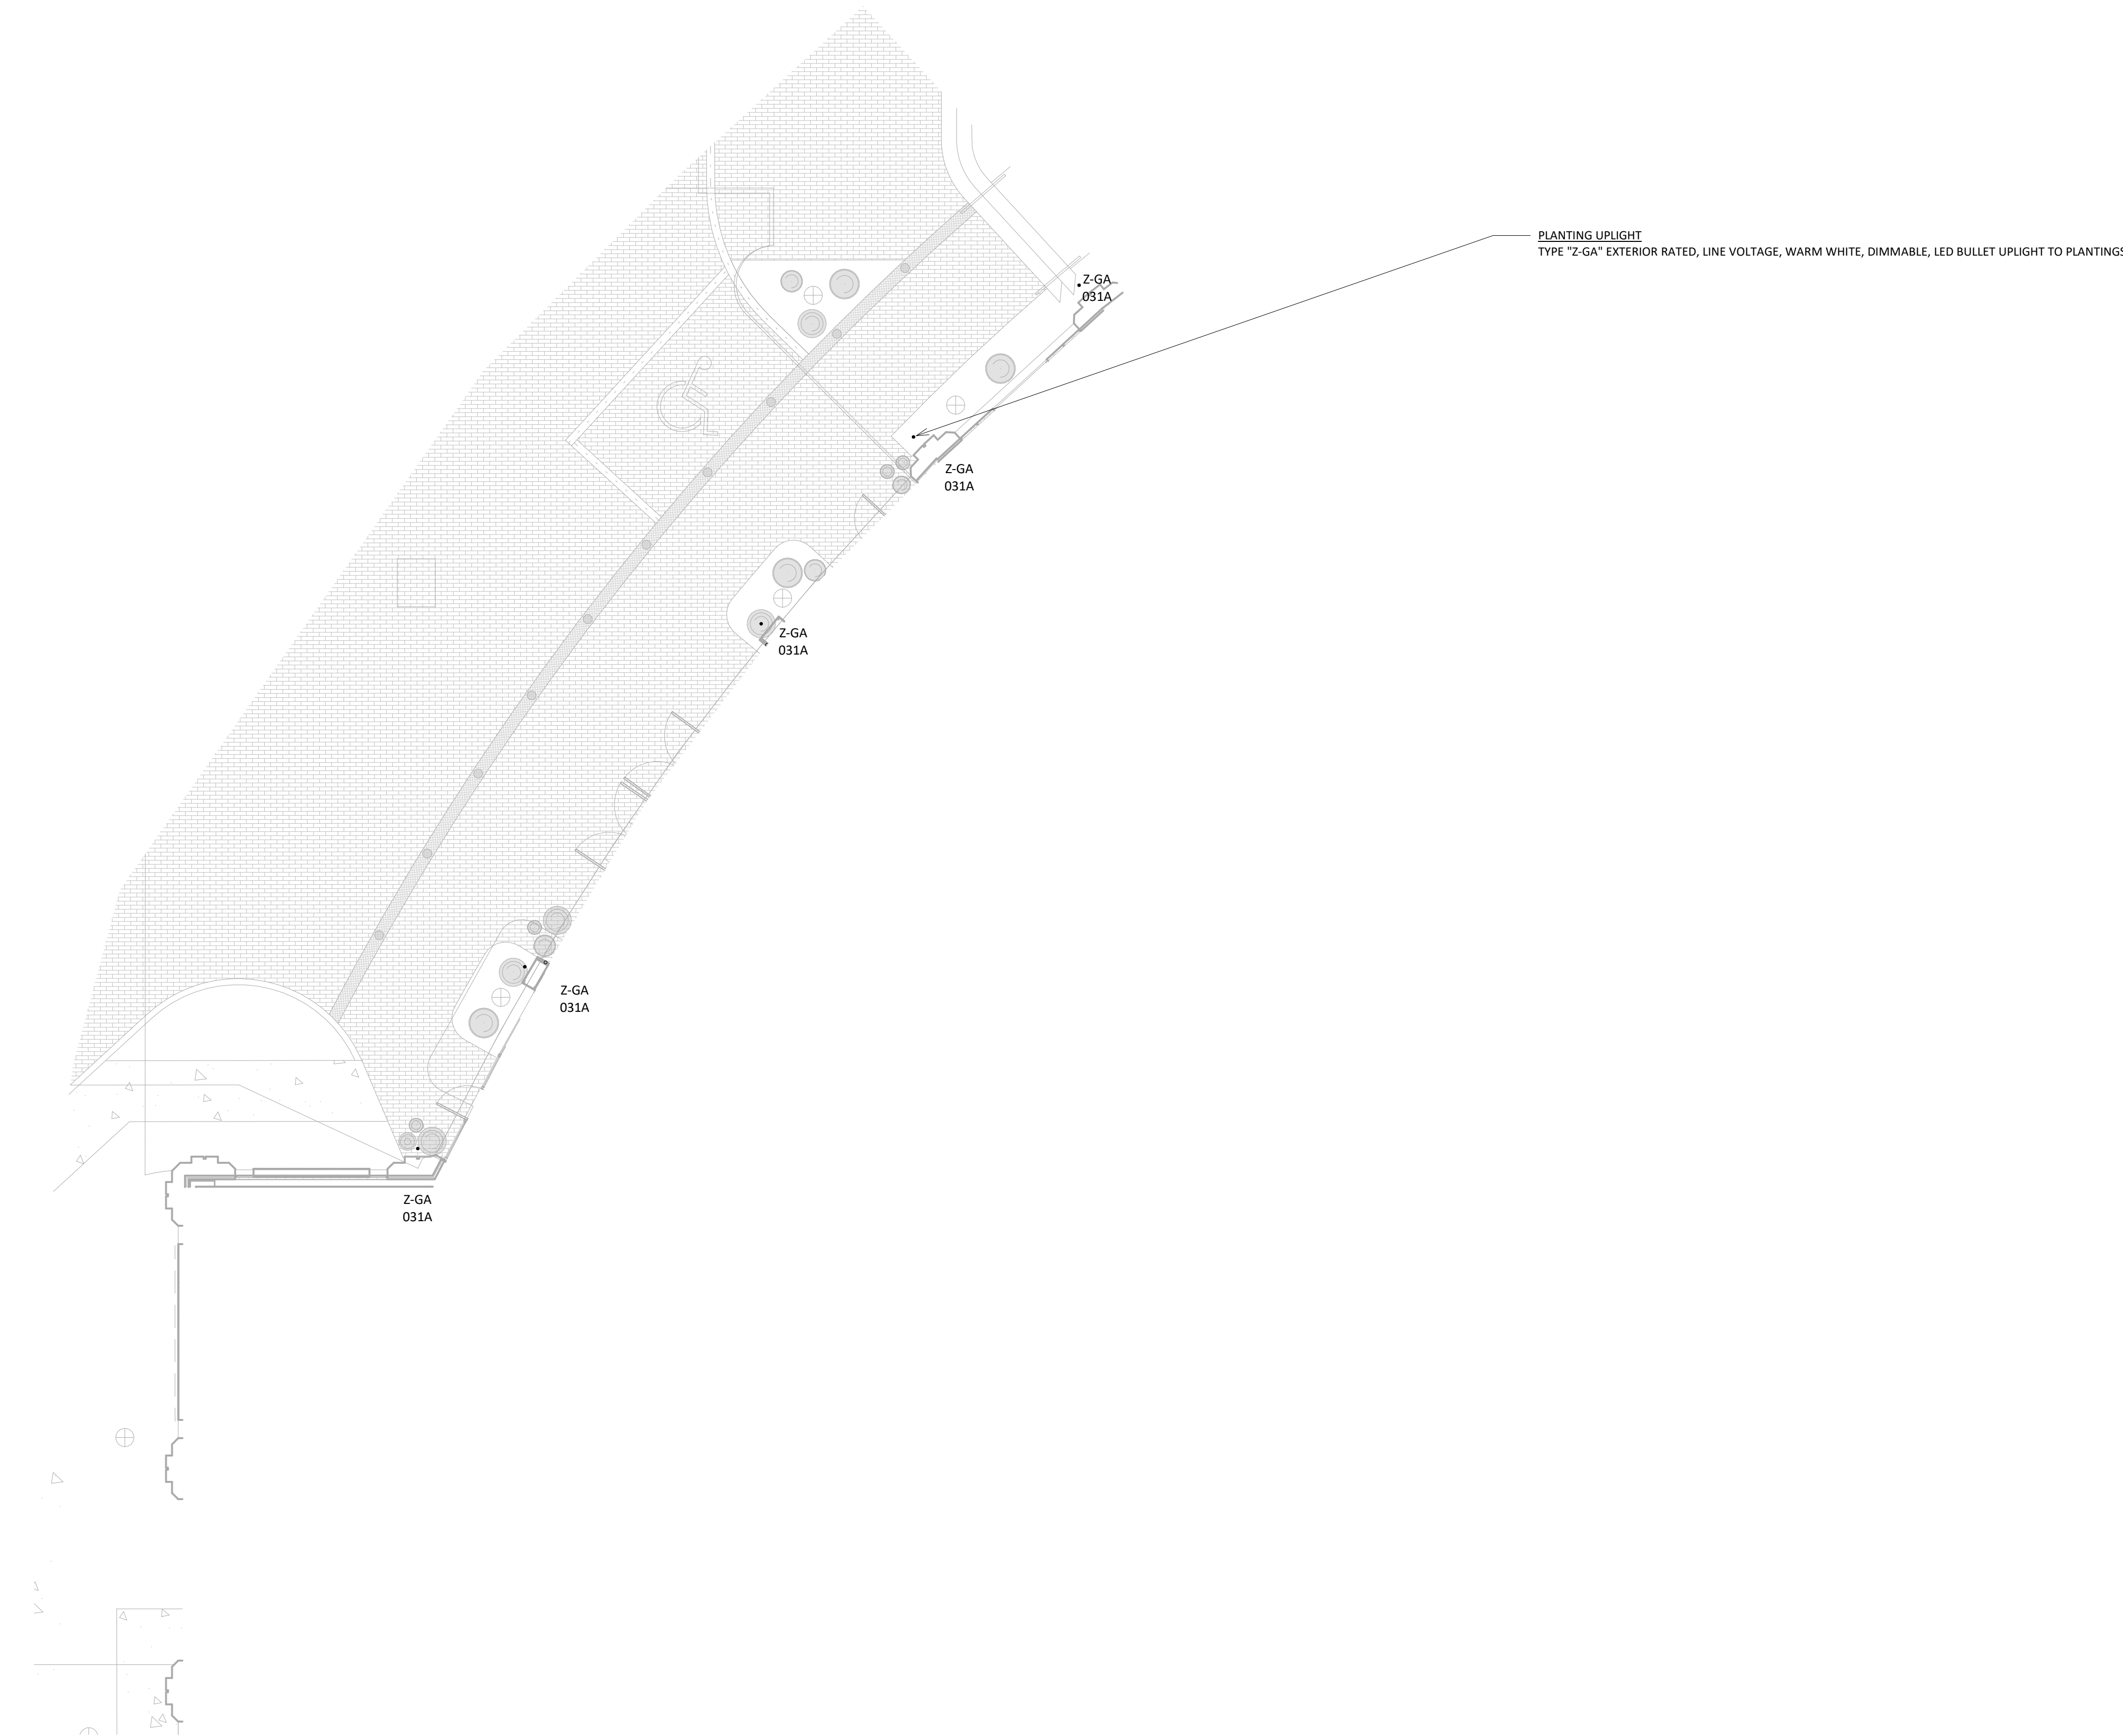 PLANTING UPLIGHT
TYPE "Z-GA" EXTERIOR RATED, LINE VOLTAGE, WARM WHITE, DIMMABLE, LED BULLET UPLIGHT TO PLANTINGS
Z-GA
031A
Z-GA
031A
Z-GA
031A
Z-GA
031A
Z-GA
031A